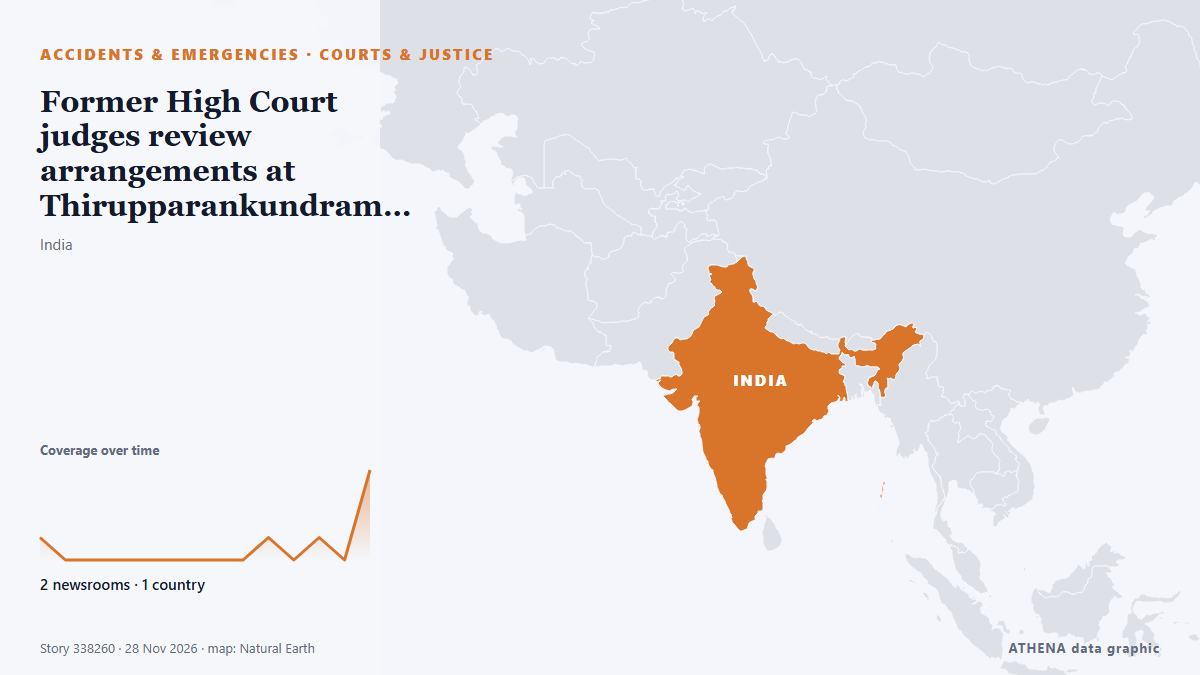 ACCIDENTS & EMERGENCIES · COURTS & JUSTICE
Former High Court
judges review
arrangements at
Thirupparankundram...
India
INDIA
Coverage over time
2 newsrooms · 1 country
Story 338260 · 28 Nov 2026 · map: Natural Earth
ATHENA data graphic